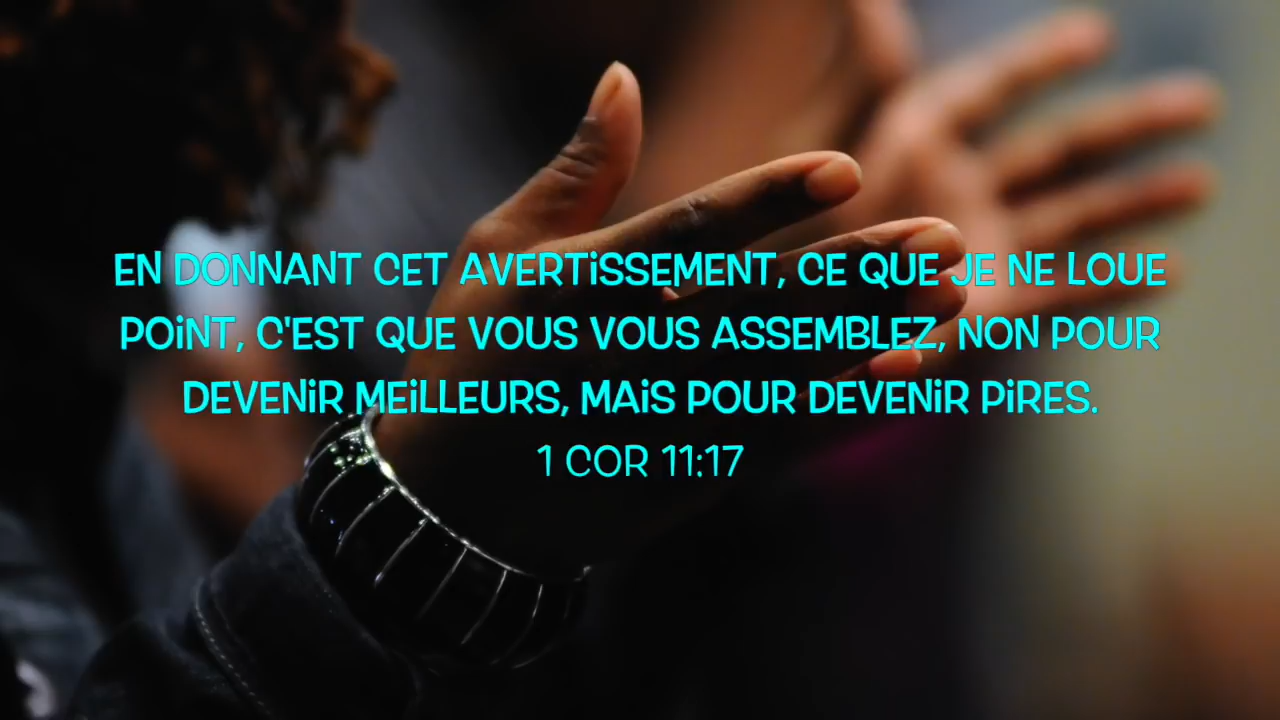 EN DONNANT CET AVERTiSSEMENT, CE QUE JE NE LOUE
POiNT, C'EST QUE VOUS VOUS ASSEMBLEZ, NON POUR
DEVENiR MEiLLEURS, MAiS POUR DEVENiR PiRES.
1 COR 11:17